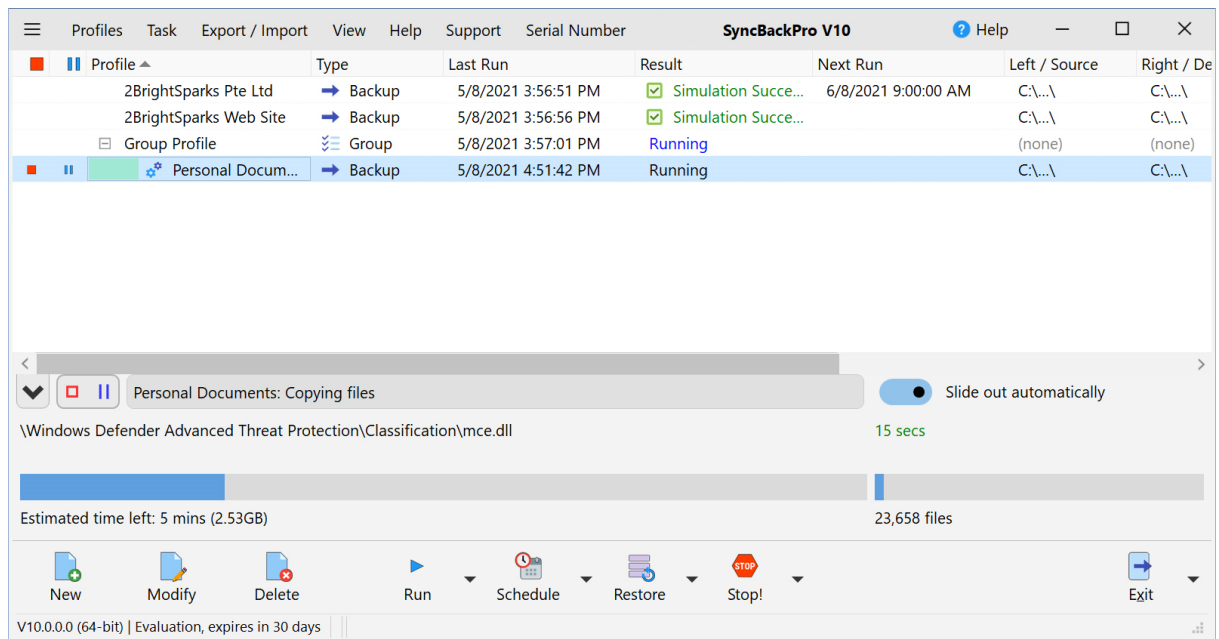 Profiles Task Export / Import View Help Support Serial Number SyncBackPro V10 ? Help
Profile Type Last Run Result Next Run Left / Source Right / De
2BrightSparks Pte Ltd Backup 5/8/2021 3:56:51 PM Simulation Succe... 6/8/2021 9:00:00 AM C:\...\ C:\...\
2BrightSparks Web Site Backup 5/8/2021 3:56:56 PM Simulation Succe... C:\...\ C:\...\
Group Profile Group 5/8/2021 3:57:01 PM Running (none) (none)
Personal Docum... Backup 5/8/2021 4:51:42 PM Running C:\...\ C:\...\
Personal Documents: Copying files Slide out automatically
\Windows Defender Advanced Threat Protection\Classification\mce.dll 15 secs
Estimated time left: 5 mins (2.53GB) 23,658 files
STOP
New Modify Delete Run Schedule Restore Stop! Exit
V10.0.0.0 (64-bit) | Evaluation, expires in 30 days